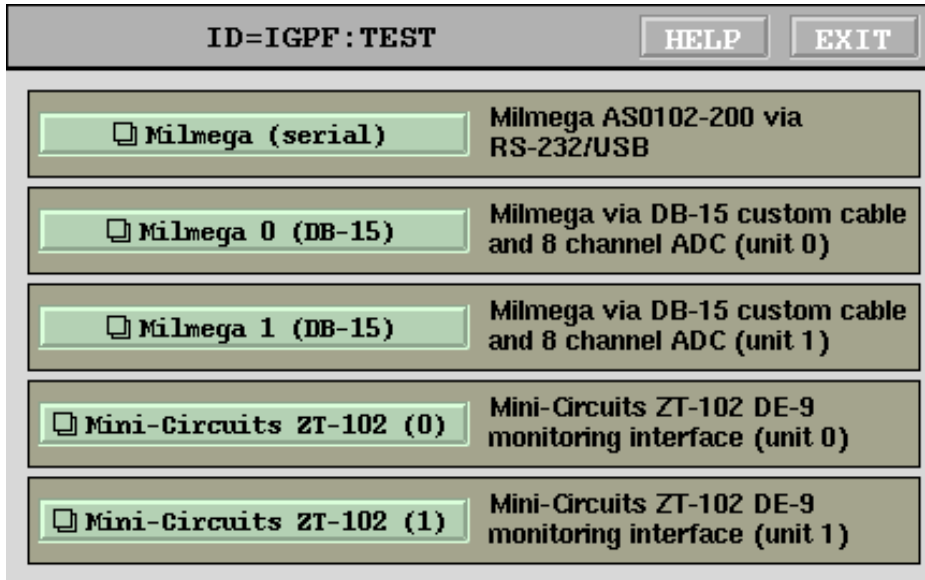 ID=IGPF:TEST
HELP
EXIT
Milmega (serial)
Milmega AS0102-200 via
RS-232/USB
Milmega 0 (DB-15)
Milmega via DB-15 custom cable
and 8 channel ADC (unit 0)
Milmega 1 (DB-15)
Milmega via DB-15 custom cable
and 8 channel ADC (unit 1)
Mini-Circuits ZT-102 (0)
Mini-Circuits ZT-102 DE-9
monitoring interface (unit 0)
Mini-Circuits ZT-102 (1)
Mini-Circuits ZT-102 DE-9
monitoring interface (unit 1)